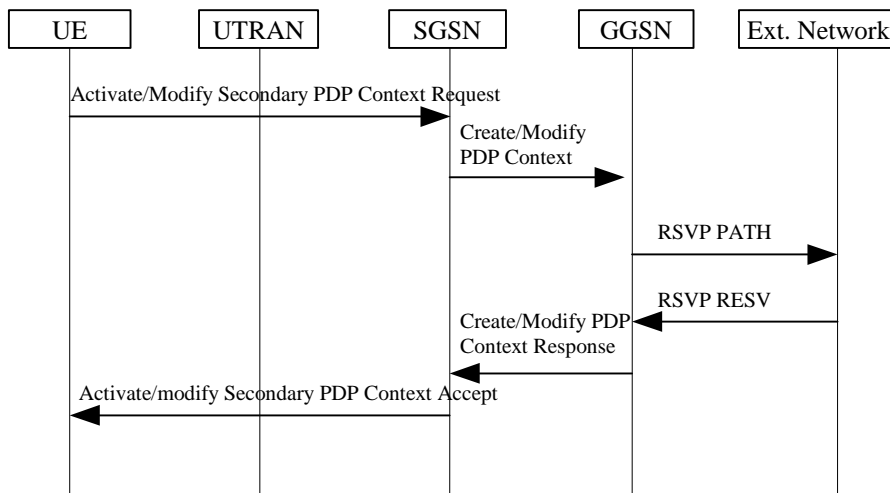 UE
UTRAN
SGSN
GGSN
Ext. Network
Activate/Modify Secondary PDP Context Request
Create/Modify
PDP Context
RSVP PATH
RSVP RESV
Create/Modify PDP
Context Response
Activate/modify Secondary PDP Context Accept